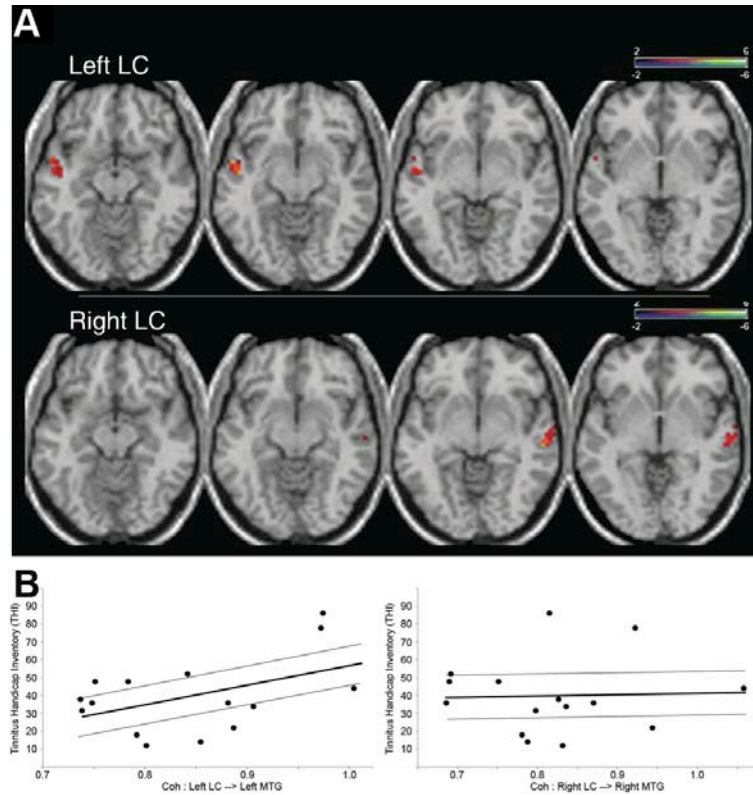 A
Left LC
2 6
-2 -6
Right LC
-2 -6
B
Tinnitus Handicap Inventory (THI)
90
80
70
60
50
40
30
20
10
0.7 0.8 0.9 1.0
Coh : Left LC --> Left MTG
Tinnitus Handicap Inventory (THI)
90
80
70
60
50
40
30
20
10
0.7 0.8 0.9 1.0
Coh : Right LC --> Right MTG